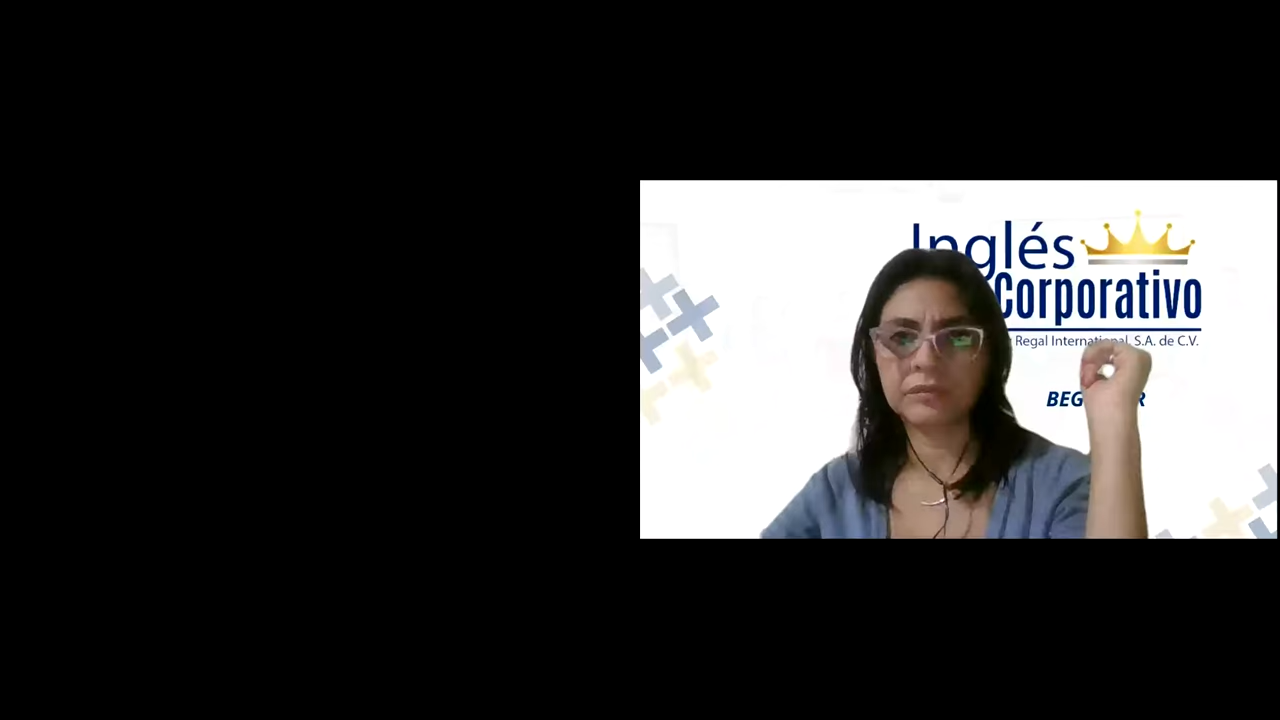 Inglés
Corporativo
Regal International, S.A. de C.V.